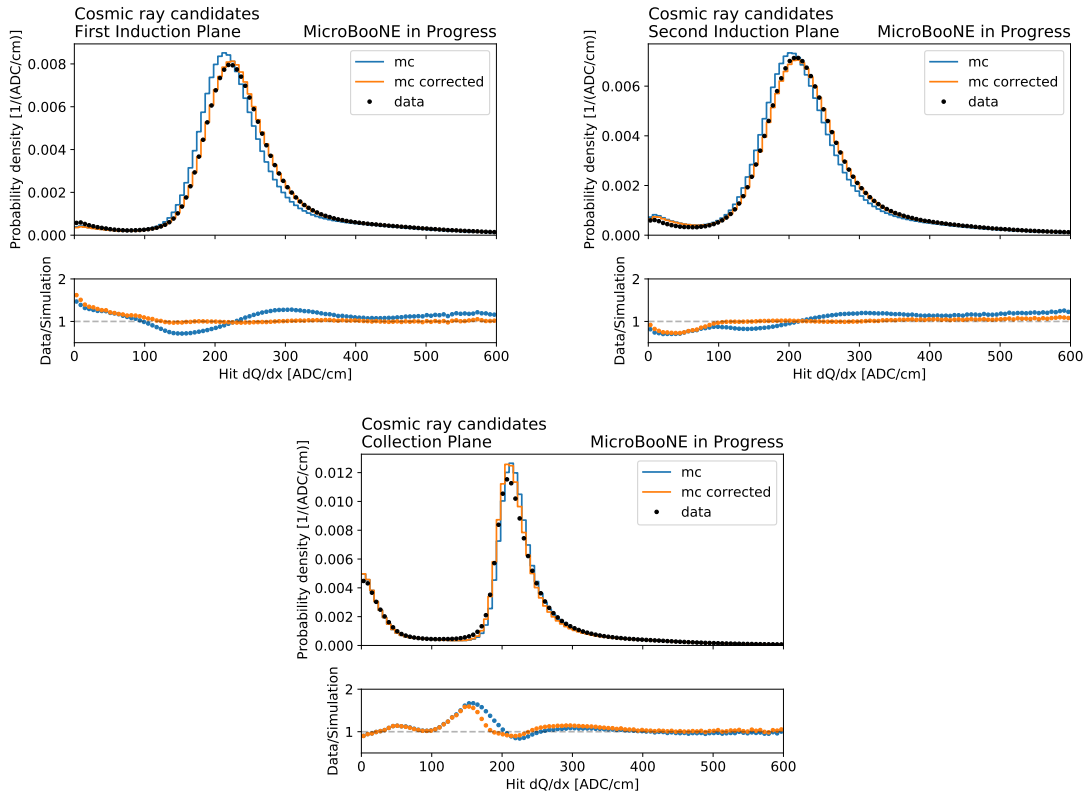 Cosmic ray candidates
First Induction Plane MicroBooNE in Progress
Probability density [1/(ADC/cm)]
0.008
0.006
0.004
0.002
0.000
mc
mc corrected
data
Data/Simulation
2
1
0 100 200 300 400 500 600
Hit dQ/dx [ADC/cm]
Cosmic ray candidates
Second Induction Plane MicroBooNE in Progress
Probability density [1/(ADC/cm)]
0.006
0.004
0.002
0.000
mc
mc corrected
data
Data/Simulation
2
1
0 100 200 300 400 500 600
Hit dQ/dx [ADC/cm]
Cosmic ray candidates
Collection Plane MicroBooNE in Progress
Probability density [1/(ADC/cm)]
0.012
0.010
0.008
0.006
0.004
0.002
0.000
mc
mc corrected
data
Data/Simulation
2
1
0 100 200 300 400 500 600
Hit dQ/dx [ADC/cm]